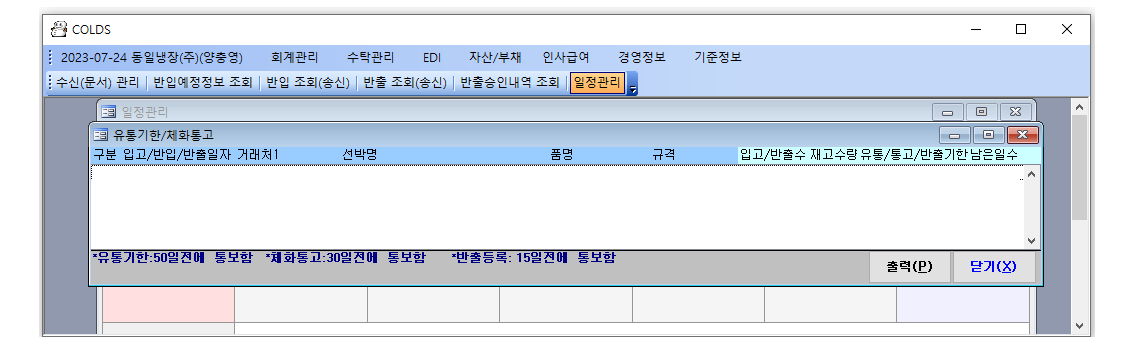 COLDS
2023-07-24 동일냉장(주)(양충영) 회계관리 수탁관리 EDI 자산/부채 인사급여 경영정보 기준정보
수신(문서) 관리 반입예정정보 조회 반입 조회(송신) 반출 조회(송신) 반출승인내역 조회 일정관리
일정관리
유통기한/체화통고
구분 입고/반입/반출일자 거래처1 선박명 품명 규격 입고/반출수 재고수량 유통/통고/반출기한 남은일수
*유통기한:50일전에 통보함 *체화통고:30일전에 통보함 *반출등록: 15일전에 통보함
출력(P) 닫기(X)